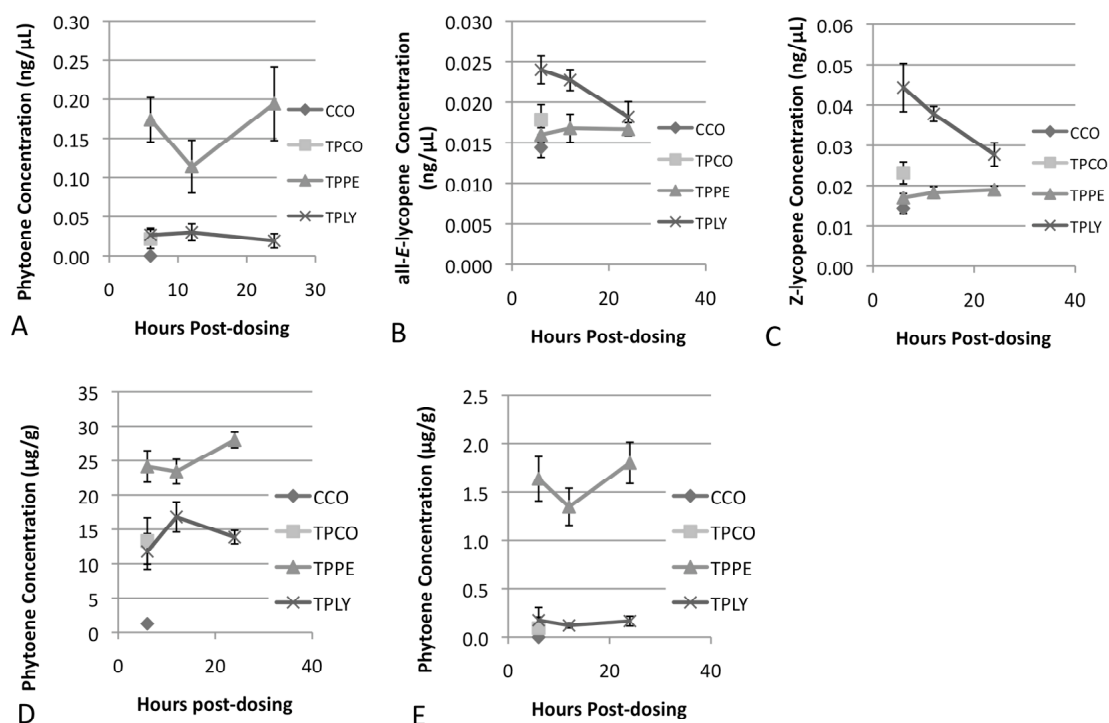 Phytoene Concentration (ng/µL)
0.30
0.25
0.20
0.15
0.10
0.05
0.00
0 10 20 30
Hours Post-dosing
CCO
TPCO
TPPE
TPLY
A
all-E-lycopene Concentration
(ng/µL)
0.030
0.025
0.020
0.015
0.010
0.005
0.000
0 20 40
Hours Post-dosing
CCO
TPCO
TPPE
TPLY
B
Z-lycopene Concentration (ng/µL)
0.06
0.05
0.04
0.03
0.02
0.01
0.00
0 20 40
Hours Post-dosing
CCO
TPCO
TPPE
TPLY
C
Phytoene Concentration (µg/g)
35
30
25
20
15
10
5
0
0 20 40
Hours post-dosing
CCO
TPCO
TPPE
TPLY
D
Phytoene Concentration (µg/g)
2.5
2.0
1.5
1.0
0.5
0.0
0 20 40
Hours Post-dosing
CCO
TPCO
TPPE
TPLY
E